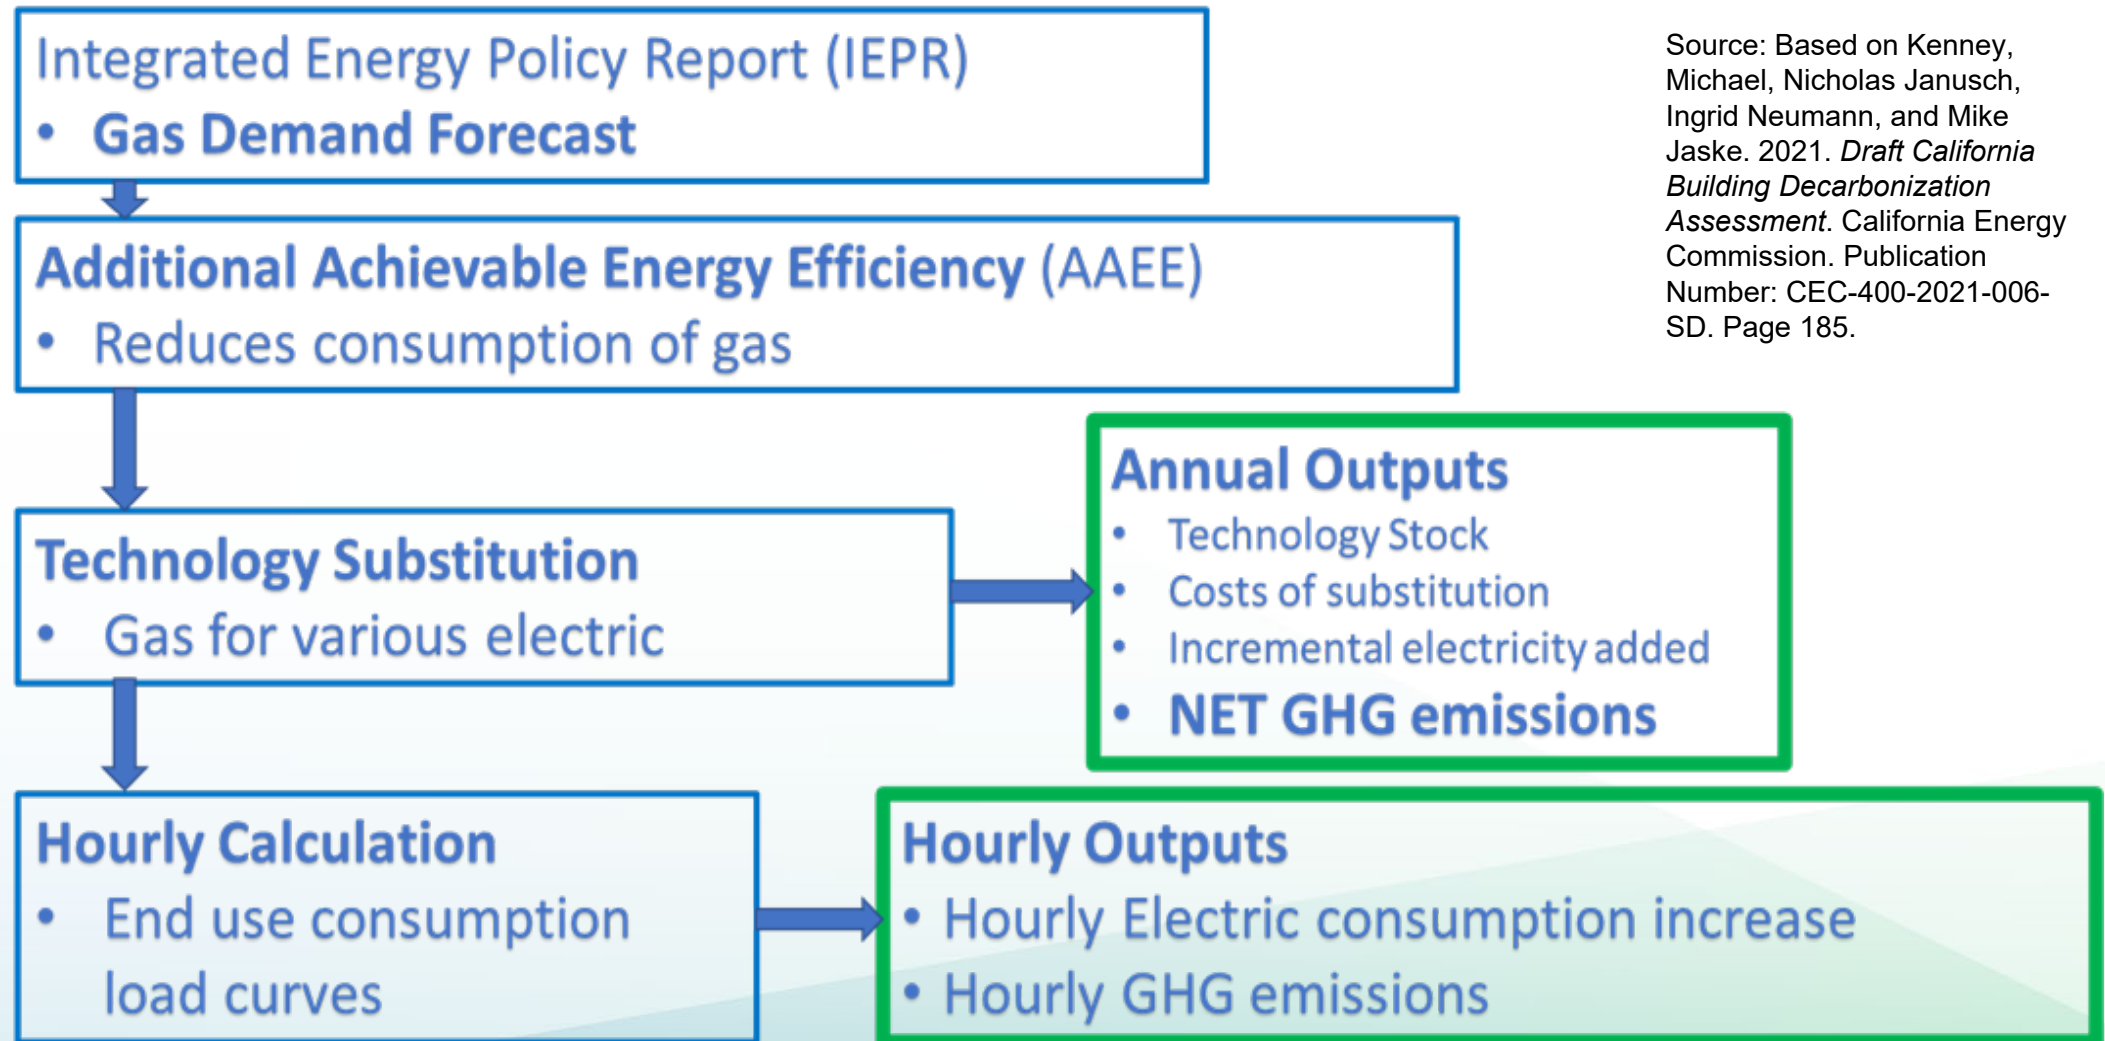 Integrated Energy Policy Report (IEPR)
• Gas Demand Forecast
Source: Based on Kenney,
Michael, Nicholas Janusch,
Ingrid Neumann, and Mike
Jaske. 2021. Draft California
Building Decarbonization
Assessment. California Energy
Commission. Publication
Number: CEC-400-2021-006-
SD. Page 185.
Additional Achievable Energy Efficiency (AAEE)
• Reduces consumption of gas
Technology Substitution
• Gas for various electric
Annual Outputs
• Technology Stock
• Costs of substitution
• Incremental electricity added
• NET GHG emissions
Hourly Calculation
• End use consumption
load curves
Hourly Outputs
• Hourly Electric consumption increase
• Hourly GHG emissions